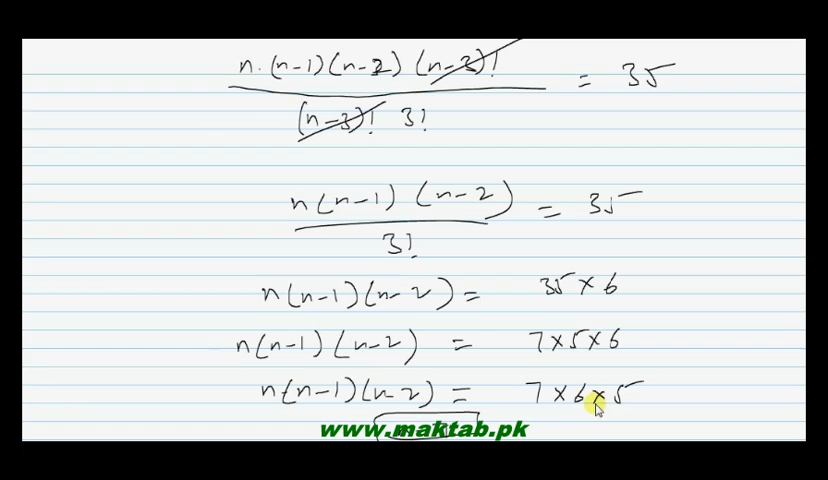 n.(n-1)(n-2)(n-3)! = 35
(n-3)! 3!
n(n-1)(n-2) = 35
3!
n(n-1)(n-2) = 35×6
n(n-1)(n-2) = 7×5×6
n(n-1)(n-2) = 7×6×5
www.maktab.pk